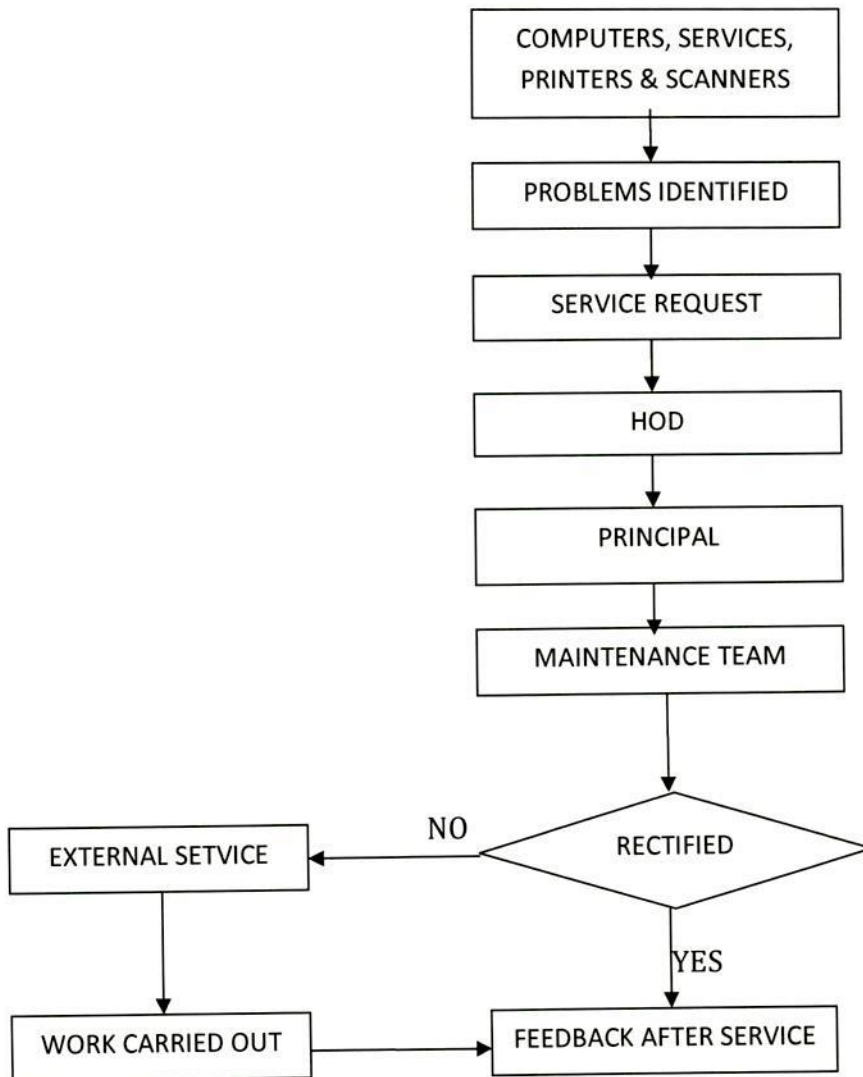 COMPUTERS, SERVICES,
PRINTERS & SCANNERS
PROBLEMS IDENTIFIED
SERVICE REQUEST
HOD
PRINCIPAL
MAINTENANCE TEAM
RECTIFIED
NO
EXTERNAL SETVICE
YES
WORK CARRIED OUT
FEEDBACK AFTER SERVICE